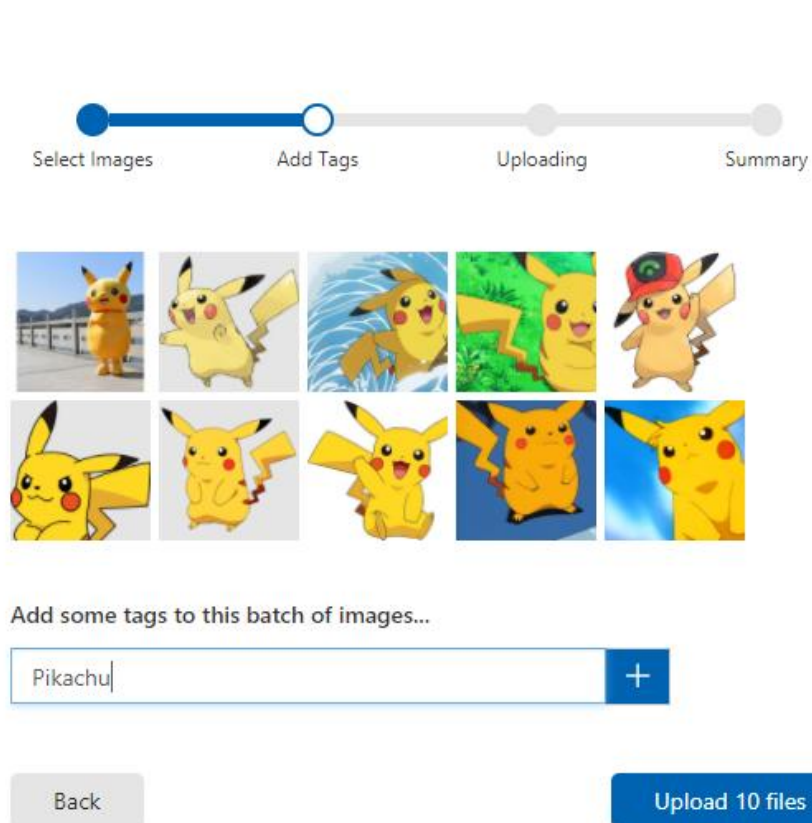 Select Images Add Tags Uploading Summary
Add some tags to this batch of images...
Pikachu
Back Upload 10 files